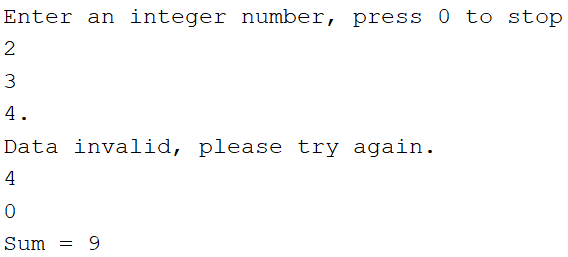 Enter an integer number, press 0 to stop
2
3
4.
Data invalid, please try again.
4
0
Sum = 9